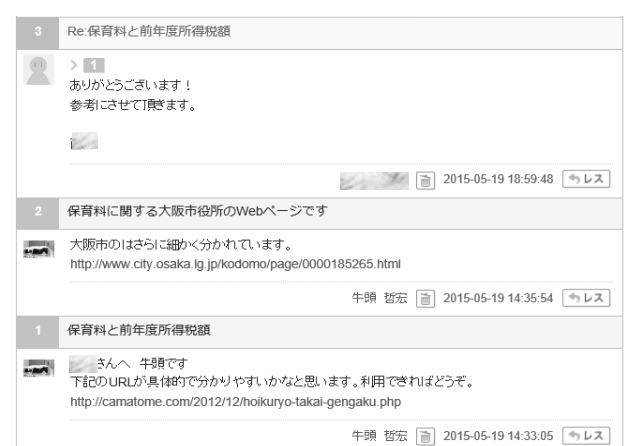 3 Re:保育料と前年度所得税額
> 1
ありがとうございます！
参考にさせて頂きます。
2015-05-19 18:59:48 レス
2 保育料に関する大阪市役所のWebページです
大阪市のはさらに細かく分かれています。
http://www.city.osaka.lg.jp/kodomo/page/0000185265.html
牛頭 哲宏 2015-05-19 14:35:54 レス
1 保育料と前年度所得税額
さんへ 牛頭です
下記のURLが具体的で分かりやすいかなと思います。利用できればどうぞ。
http://camatome.com/2012/12/hoikuryo-takai-gengaku.php
牛頭 哲宏 2015-05-19 14:33:05 レス